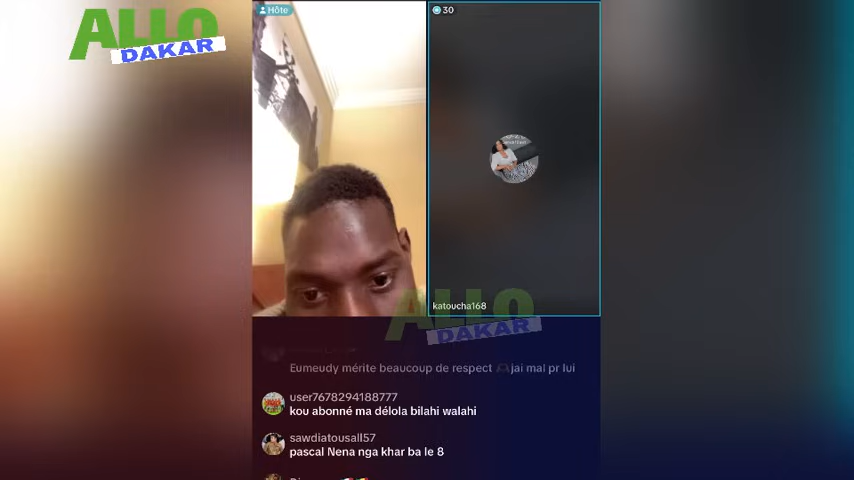 ALLO
DAKAR
Hôte
30
katoucha168
ALLO
DAKAR
Eumeudy mérite beaucoup de respect 🫶🏿jai mal pr lui
user7678294188777
kou abonné ma délola bilahi walahi
sawdiatousall57
pascal Nena nga khar ba le 8